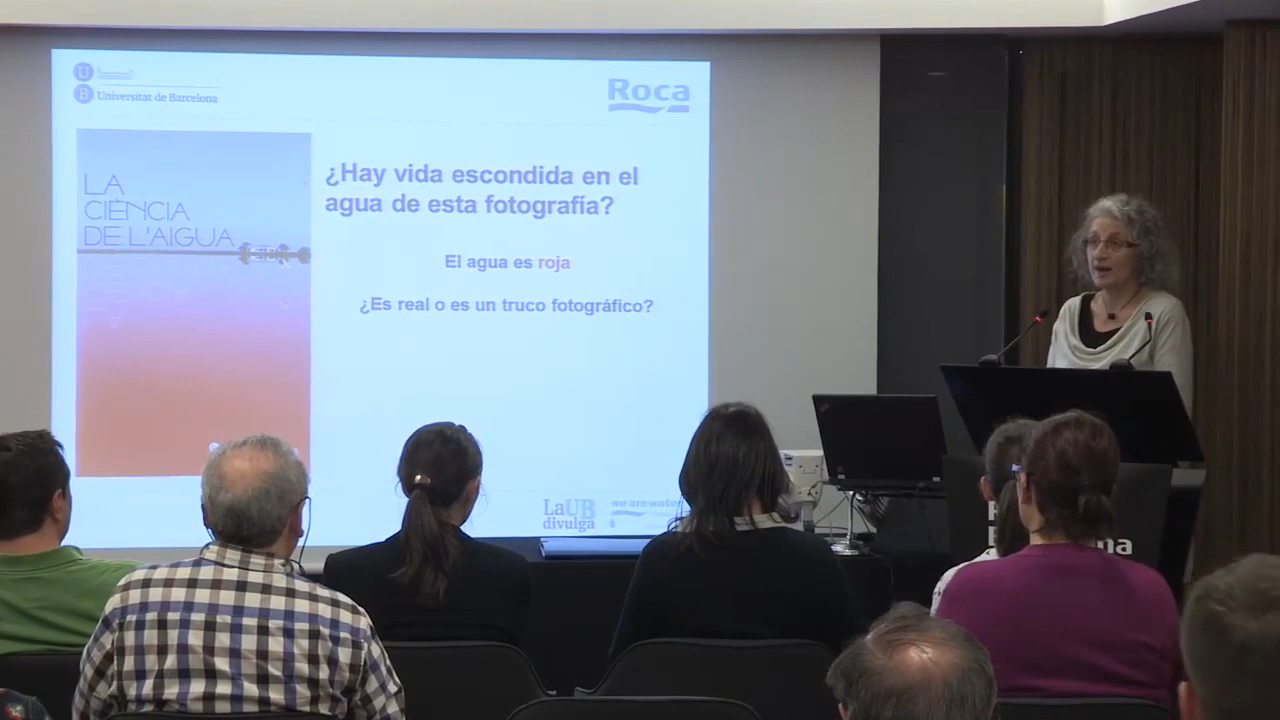 Universitat de Barcelona
Roca
LA
CIÈNCIA
DE L'AIGUA
¿Hay vida escondida en el
agua de esta fotografía?
El agua es roja
¿Es real o es un truco fotográfico?
LaUB
divulga
we are water
na